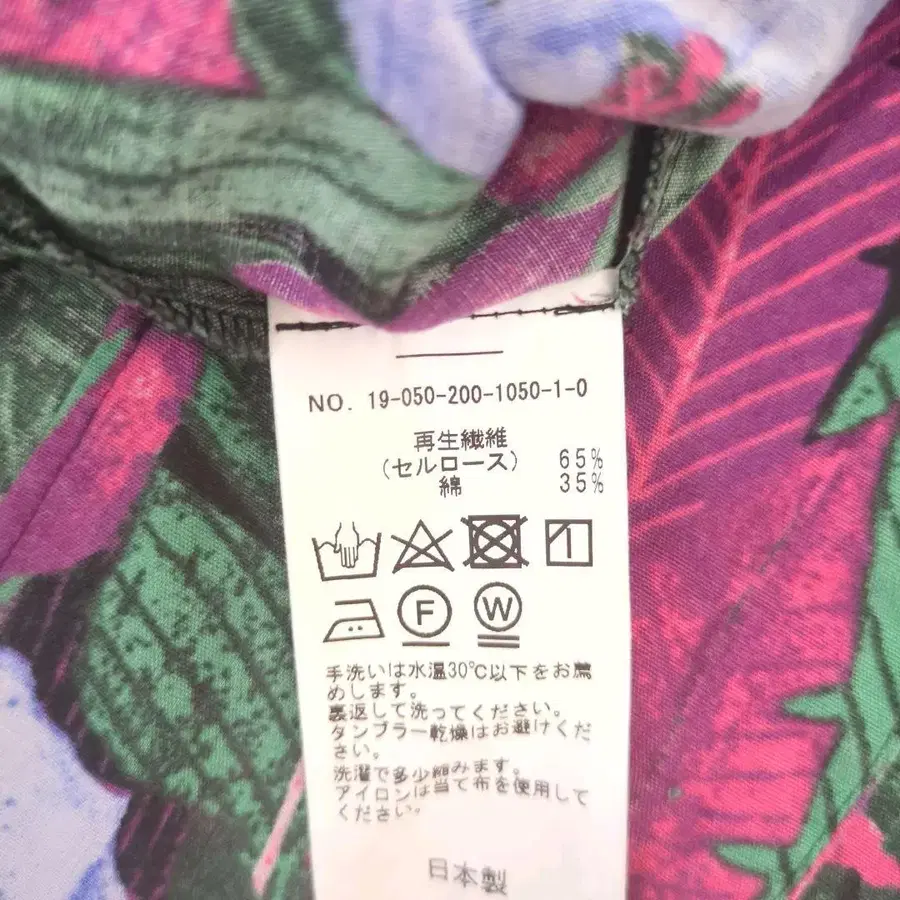 NO. 19-050-200-1050-1-0
再生繊維
(セルロース) 65%
綿 35%
F W
手洗いは水温30℃以下をお薦
めします。
裏返して洗ってください。
タンブラー乾燥はお避けくだ
さい。
洗濯で多少縮みます。
アイロンは当て布を使用して
ください。
日本製